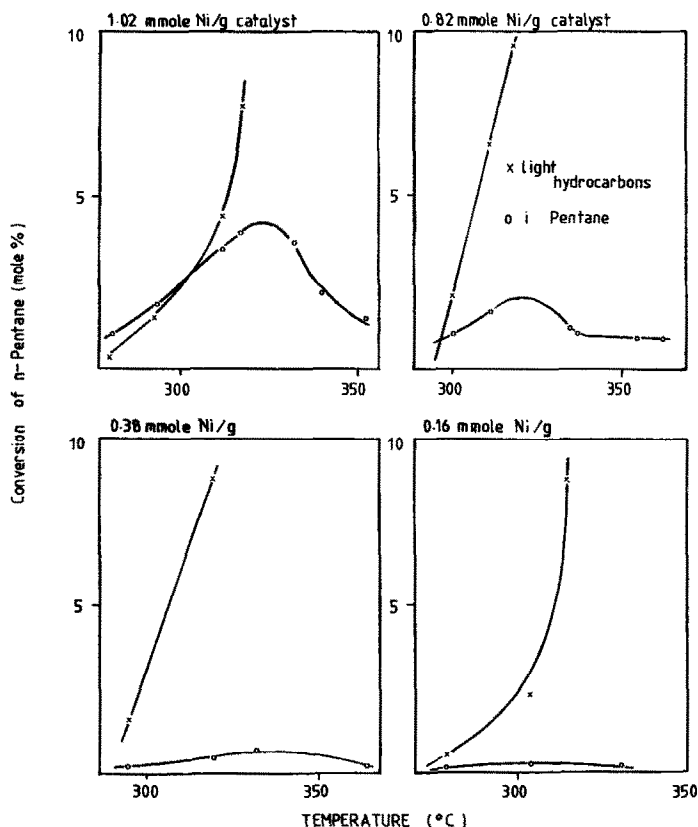 1·02 mmole Ni/g catalyst
0.82 mmole Ni/g catalyst
10
5
300
350
10
5
300
350
x light hydrocarbons
o i Pentane
Conversion of n-Pentane (mole %)
0.38 mmole Ni/g
0.16 mmole Ni/g
10
5
300
350
10
5
300
350
TEMPERATURE (°C)